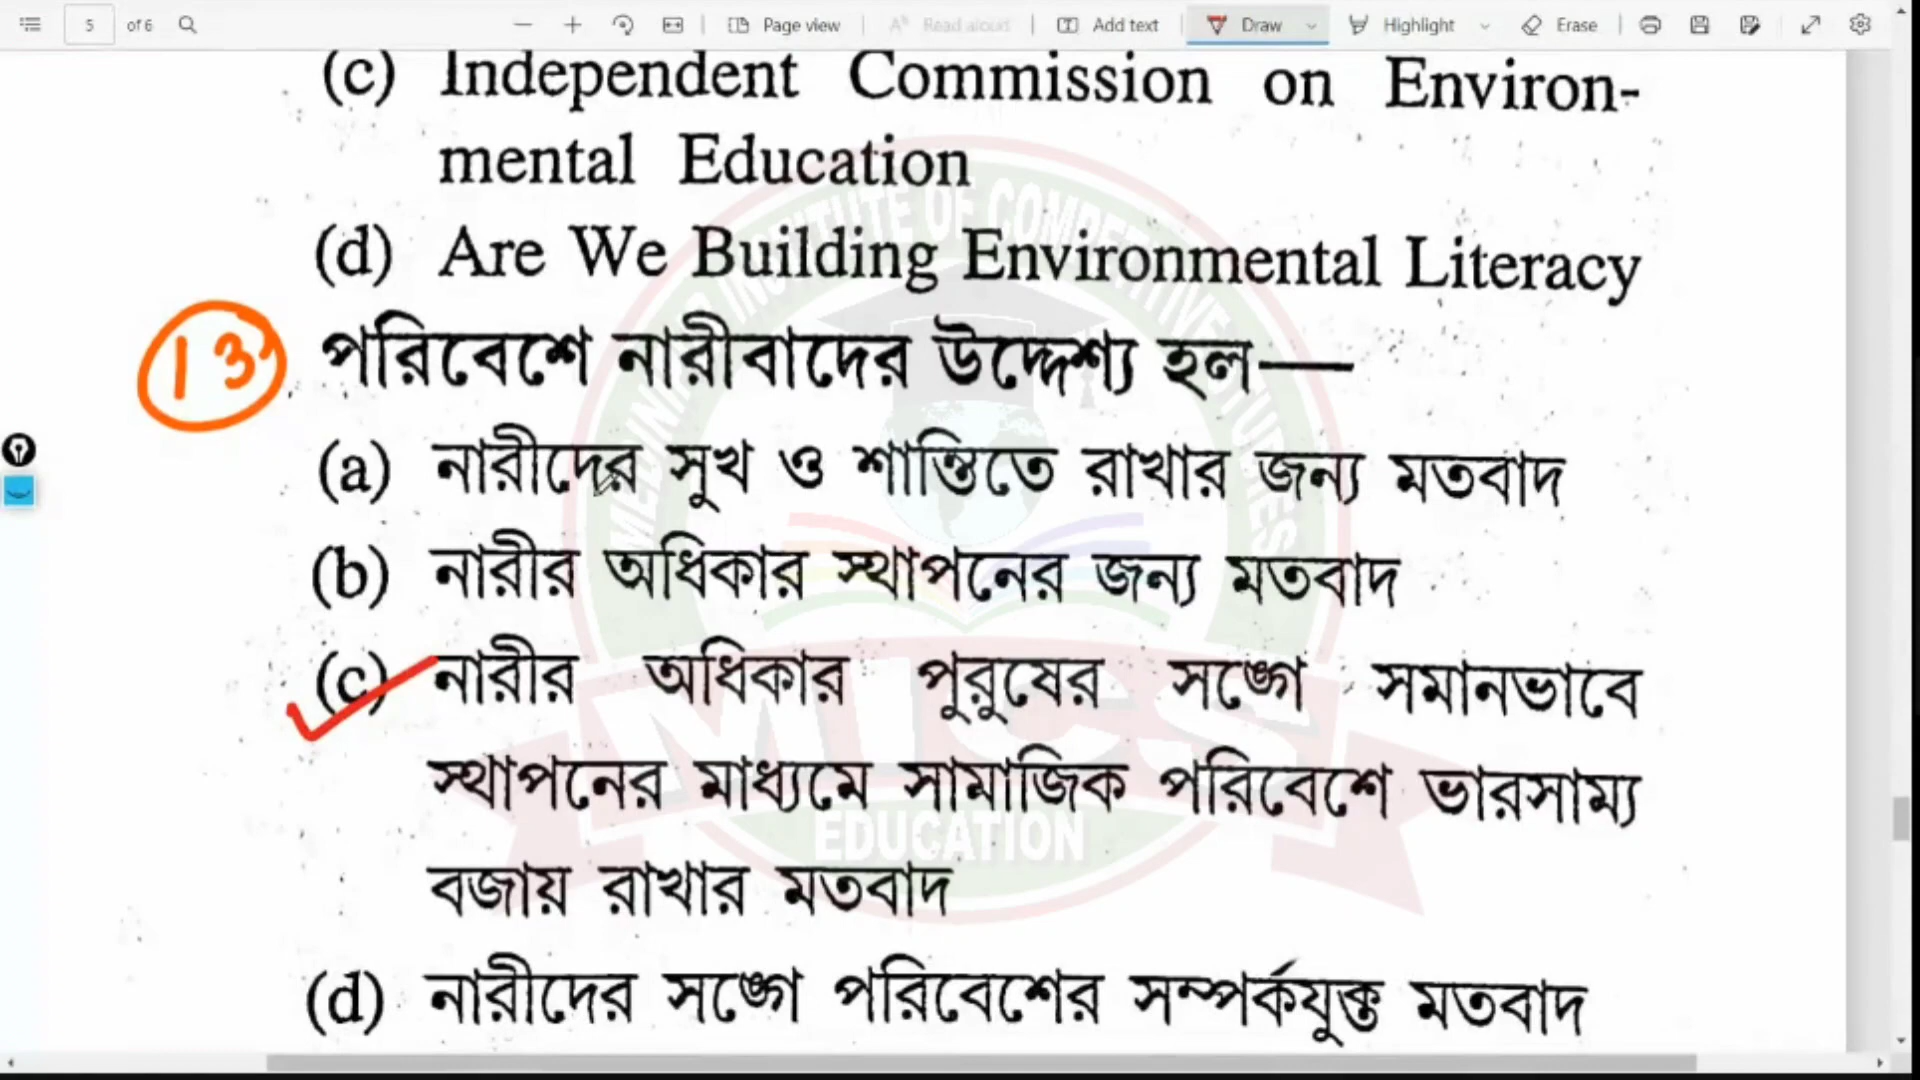 5 of 6 Page view Read aloud Add text Draw Highlight Erase
(c) Independent Commission on Environ-
mental Education
(d) Are We Building Environmental Literacy
13 পরিবেশে নারীবাদের উদ্দেশ্য হল—
(a) নারীদের সুখ ও শান্তিতে রাখার জন্য মতবাদ
(b) নারীর অধিকার স্থাপনের জন্য মতবাদ
(c) নারীর অধিকার পুরুষের সঙ্গে সমানভাবে
স্থাপনের মাধ্যমে সামাজিক পরিবেশে ভারসাম্য
বজায় রাখার মতবাদ
(d) নারীদের সঙ্গে পরিবেশের সম্পর্কযুক্ত মতবাদ
MICS
EDUCATION